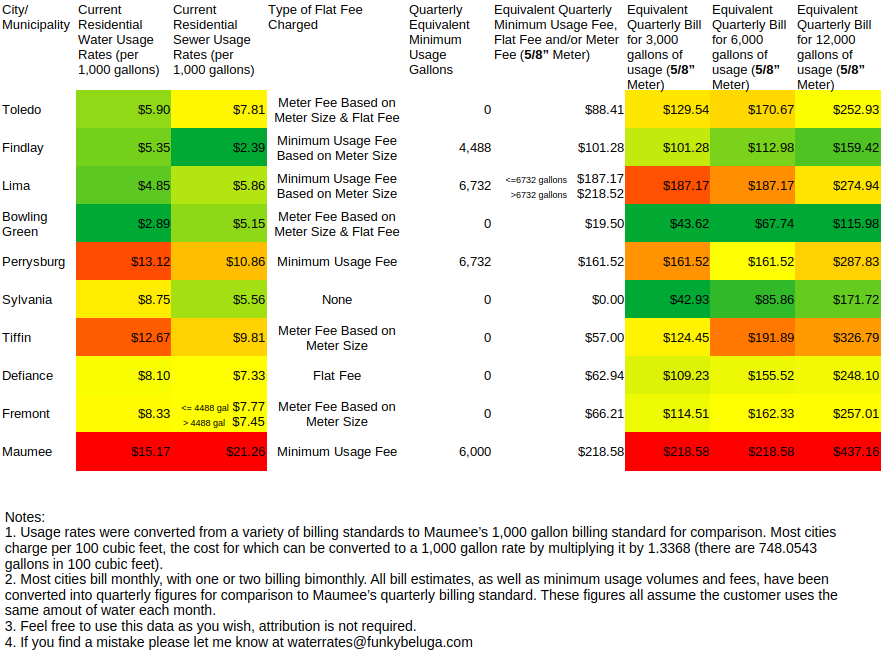 City/ Municipality
Current Residential Water Usage Rates (per 1,000 gallons)
Current Residential Sewer Usage Rates (per 1,000 gallons)
Type of Flat Fee Charged
Quarterly Equivalent Minimum Usage Gallons
Equivalent Quarterly Minimum Usage Fee, Flat Fee and/or Meter Fee (5/8” Meter)
Equivalent Quarterly Bill for 3,000 gallons of usage (5/8” Meter)
Equivalent Quarterly Bill for 6,000 gallons of usage (5/8” Meter)
Equivalent Quarterly Bill for 12,000 gallons of usage (5/8” Meter)
Toledo $5.90 $7.81 Meter Fee Based on Meter Size & Flat Fee 0 $88.41 $129.54 $170.67 $252.93
Findlay $5.35 $2.39 Minimum Usage Fee Based on Meter Size 4,488 $101.28 $101.28 $112.98 $159.42
Lima $4.85 $5.86 Minimum Usage Fee Based on Meter Size 6,732 <=6732 gallons $187.17 >6732 gallons $218.52 $187.17 $187.17 $274.94
Bowling Green $2.89 $5.15 Meter Fee Based on Meter Size & Flat Fee 0 $19.50 $43.62 $67.74 $115.98
Perrysburg $13.12 $10.86 Minimum Usage Fee 6,732 $161.52 $161.52 $161.52 $287.83
Sylvania $8.75 $5.56 None 0 $0.00 $42.93 $85.86 $171.72
Tiffin $12.67 $9.81 Meter Fee Based on Meter Size 0 $57.00 $124.45 $191.89 $326.79
Defiance $8.10 $7.33 Flat Fee 0 $62.94 $109.23 $155.52 $248.10
Fremont $8.33 <= 4488 gal $7.77 > 4488 gal $7.45 Meter Fee Based on Meter Size 0 $66.21 $114.51 $162.33 $257.01
Maumee $15.17 $21.26 Minimum Usage Fee 6,000 $218.58 $218.58 $218.58 $437.16
Notes:
1. Usage rates were converted from a variety of billing standards to Maumee’s 1,000 gallon billing standard for comparison. Most cities
charge per 100 cubic feet, the cost for which can be converted to a 1,000 gallon rate by multiplying it by 1.3368 (there are 748.0543
gallons in 100 cubic feet).
2. Most cities bill monthly, with one or two billing bimonthly. All bill estimates, as well as minimum usage volumes and fees, have been
converted into quarterly figures for comparison to Maumee’s quarterly billing standard. These figures all assume the customer uses the
same amout of water each month.
3. Feel free to use this data as you wish, attribution is not required.
4. If you find a mistake please let me know at waterrates@funkybeluga.com